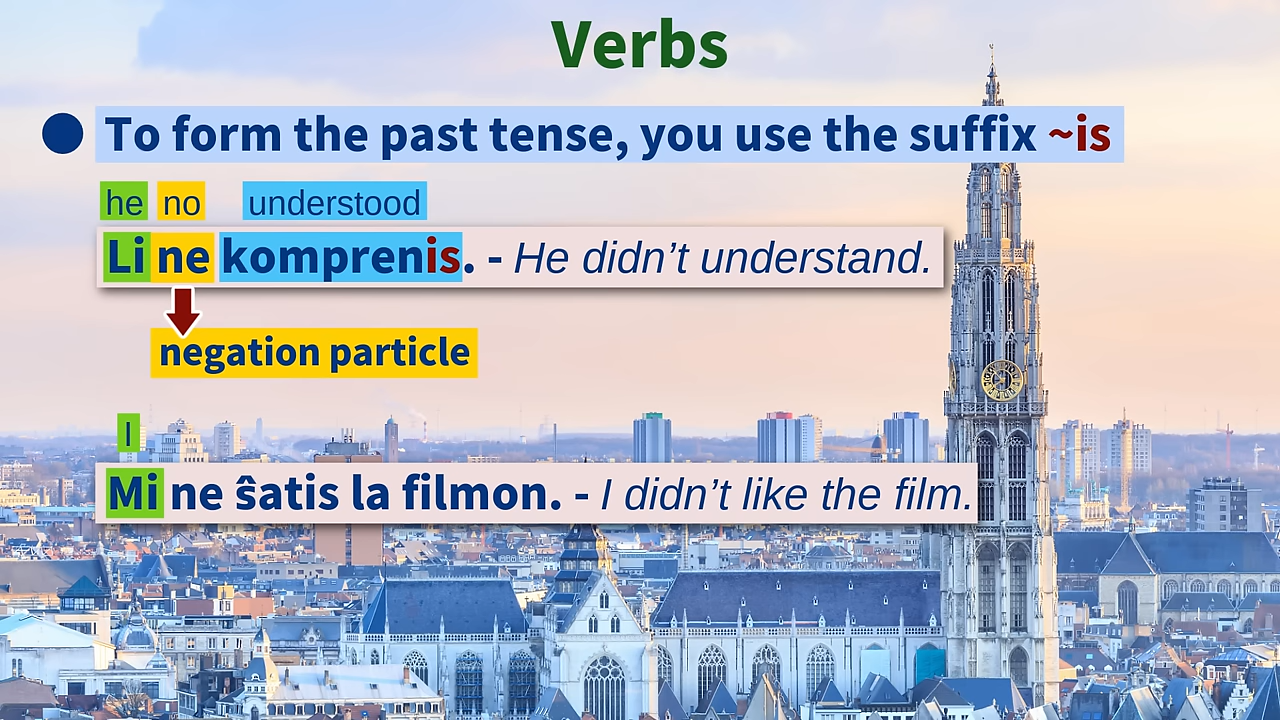 Verbs
To form the past tense, you use the suffix ~is
he no understood
Li ne komprenis. - He didn’t understand.
negation particle
I
Mi ne ŝatis la filmon. - I didn’t like the film.